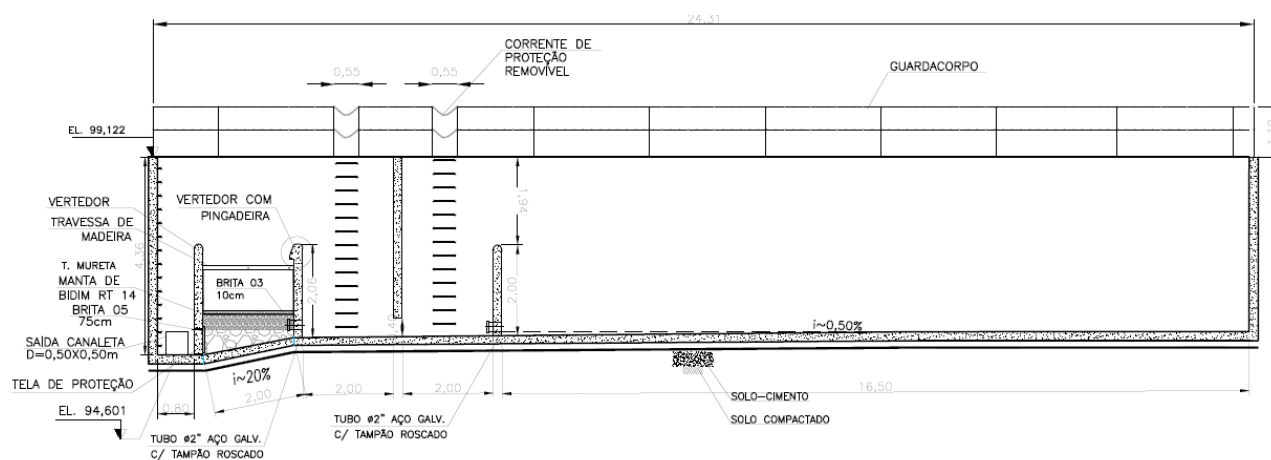 24,31
CORRENTE DE
PROTEÇÃO
REMOVÍVEL
0,55
0,55
GUARDACORPO
EL. 99,122
1,10
VERTEDOR
TRAVESSA DE
MADEIRA
VERTEDOR COM
PINGADEIRA
1,94
4,36
T. MURETA
MANTA DE
BIDIM RT 14
BRITA 05
75cm
BRITA 03
10cm
2,06
2,00
SAÍDA CANALETA
D=0,50X0,50m
i~0,50%
TELA DE PROTEÇÃO
i~20%
EL. 94,601
0,80
2,00
2,00
2,00
16,50
SOLO-CIMENTO
SOLO COMPACTADO
TUBO ø2" AÇO GALV.
C/ TAMPÃO ROSCADO
TUBO ø2" AÇO GALV.
C/ TAMPÃO ROSCADO